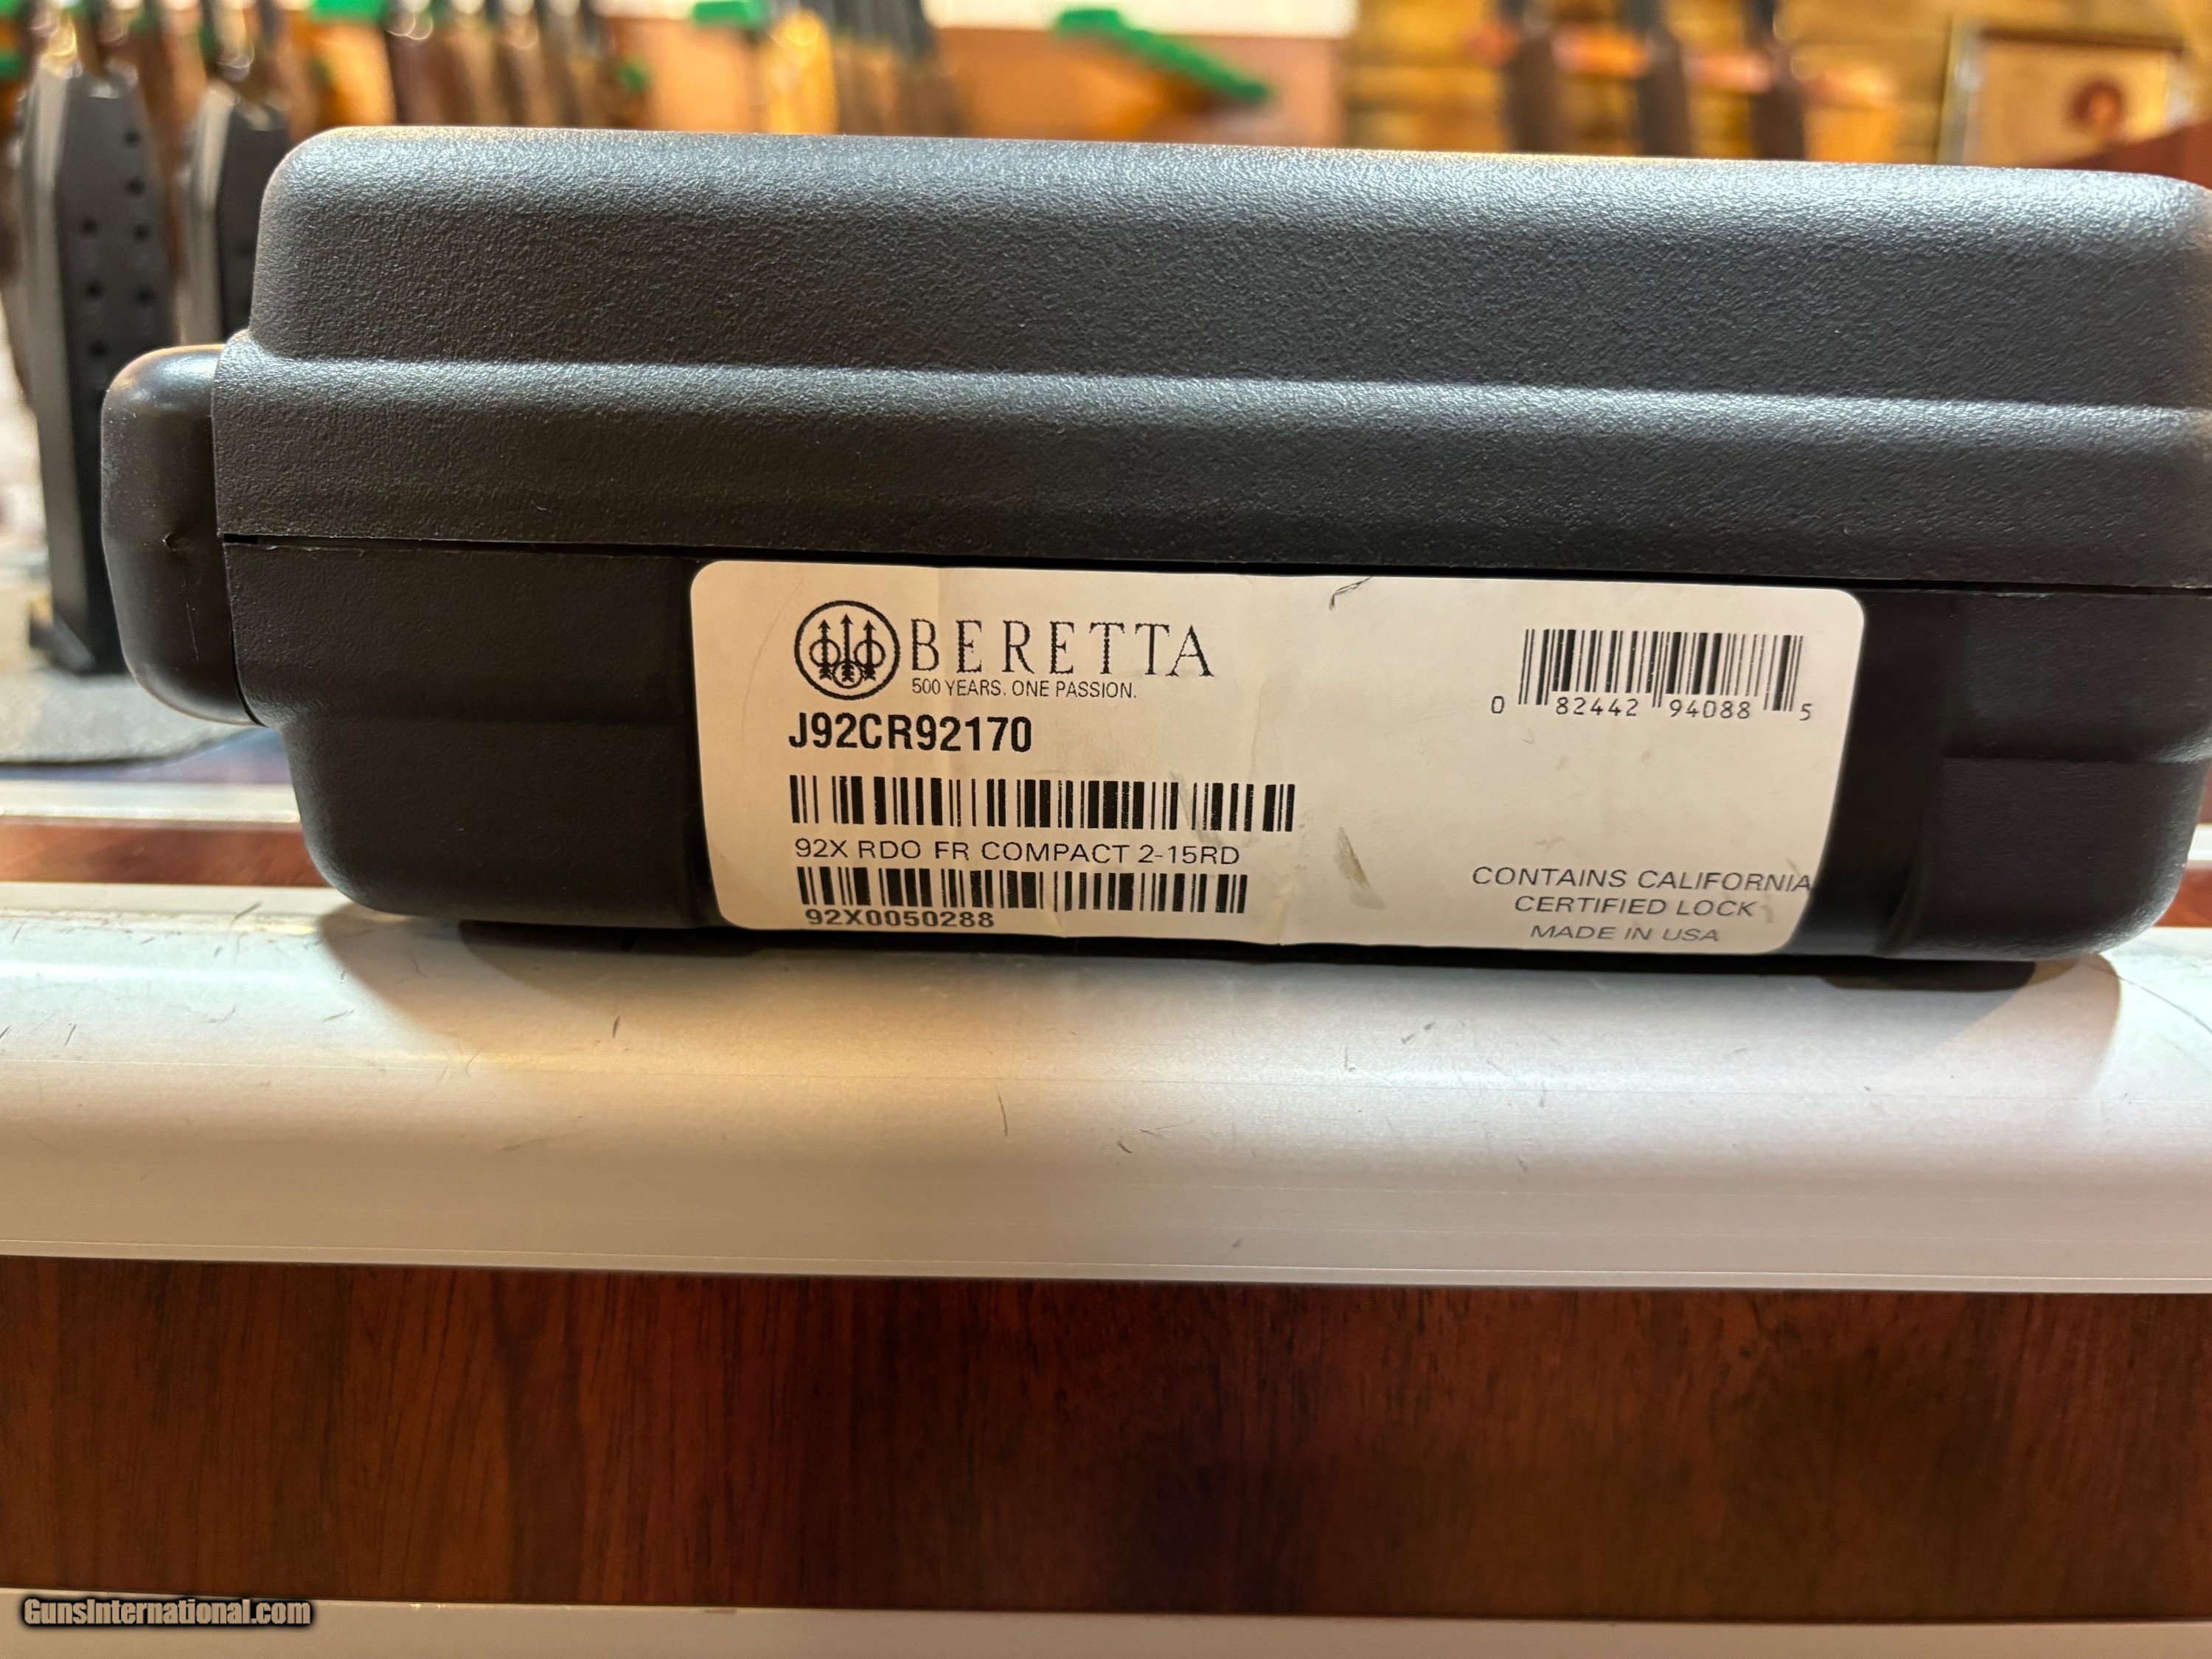 BERETTA
500 YEARS. ONE PASSION.
J92CR92170
0 82442 94088 5
92X RDO FR COMPACT 2-15RD
92X0050288
CONTAINS CALIFORNIA
CERTIFIED LOCK
MADE IN USA
GunsInternational.com